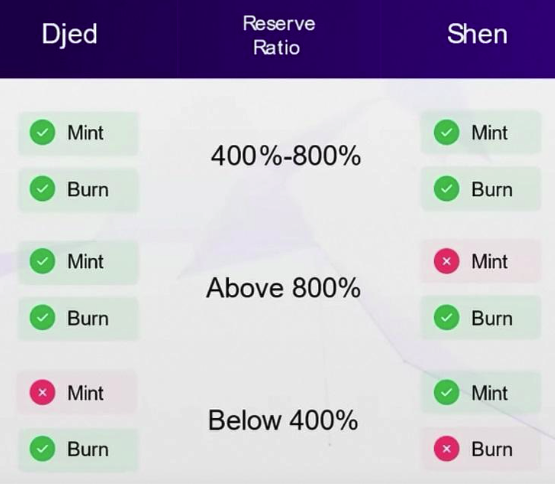 Djed
Reserve
Ratio
Shen
Mint
Burn
400%-800%
Mint
Burn
Mint
Burn
Above 800%
Mint
Burn
Mint
Burn
Below 400%
Mint
Burn